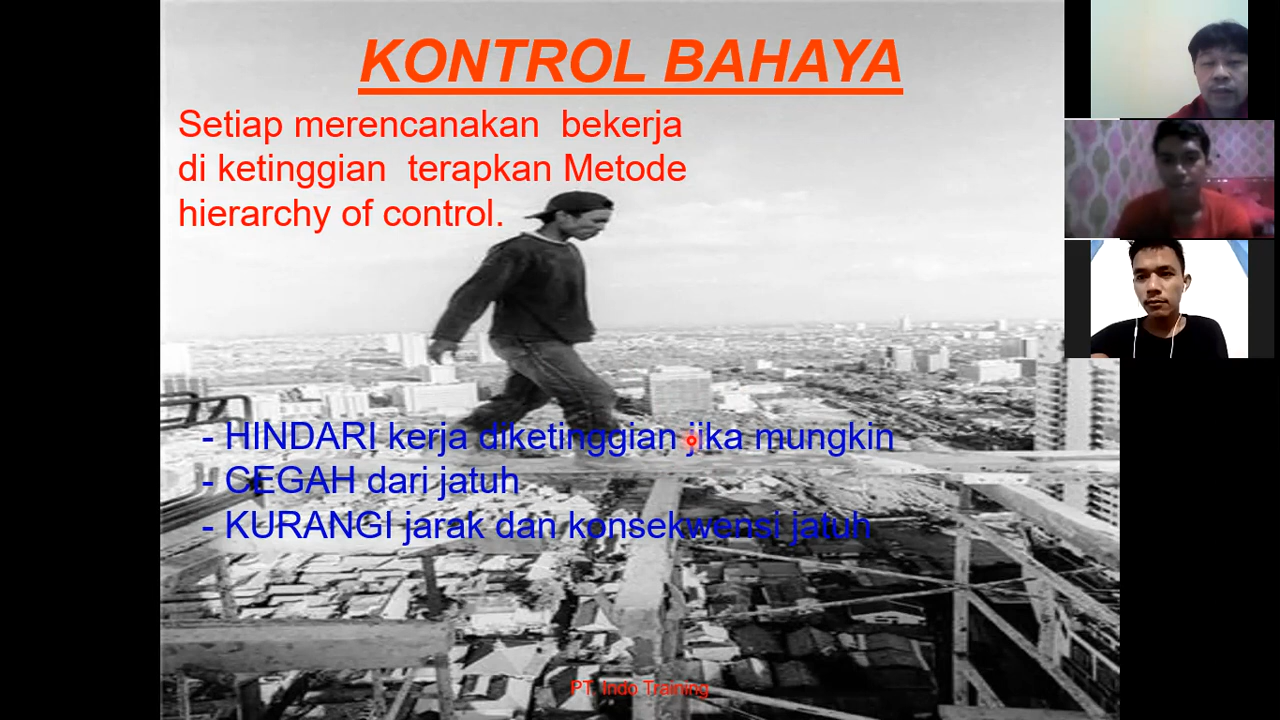 KONTROL BAHAYA
Setiap merencanakan bekerja
di ketinggian terapkan Metode
hierarchy of control.
- HINDARI kerja diketinggian jika mungkin
- CEGAH dari jatuh
- KURANGI jarak dan konsekwensi jatuh
PT. Indo Training